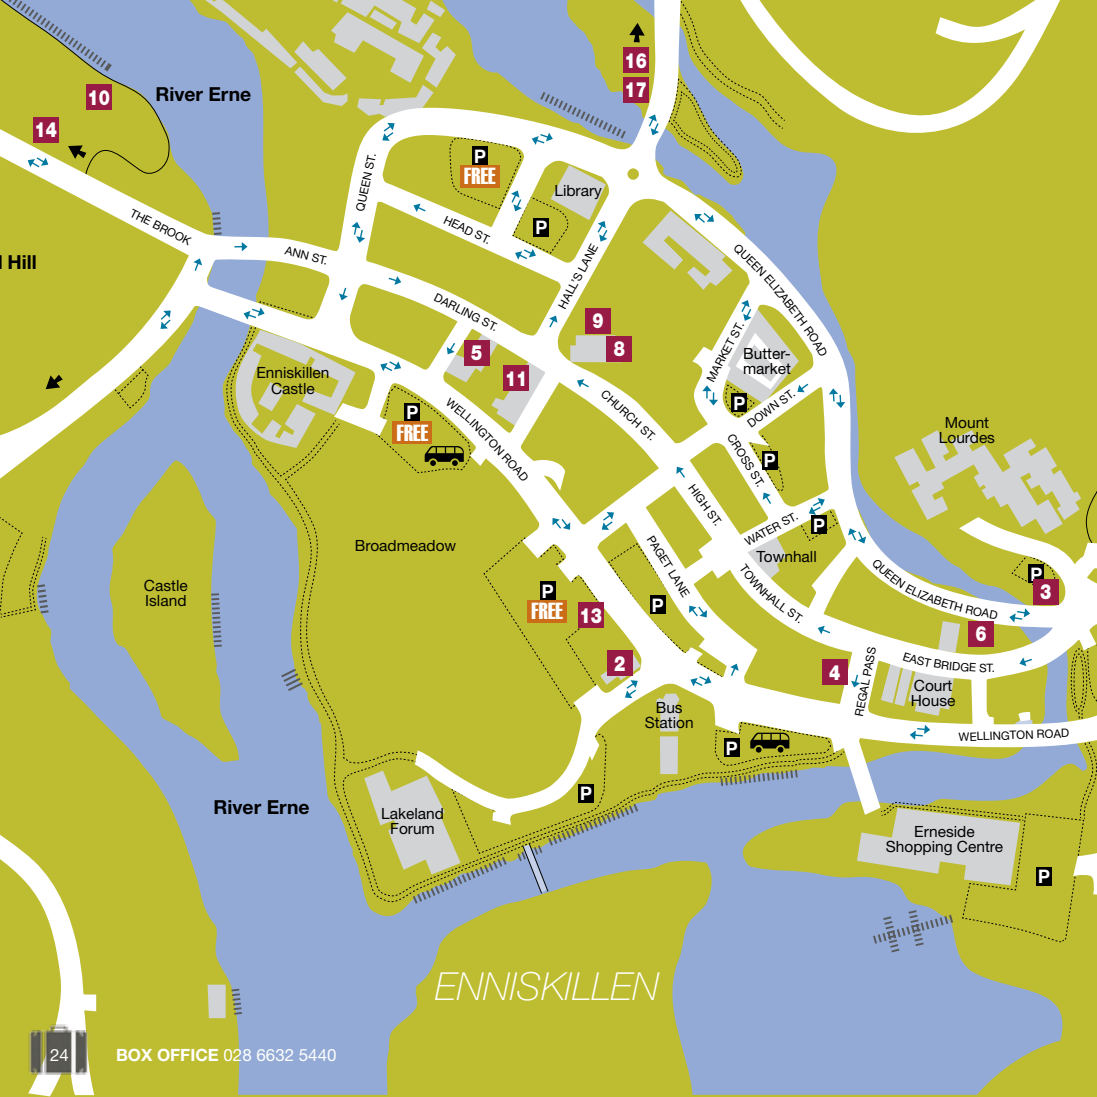 16
10
River Erne
17
14
P
FREE
Library
QUEEN ST.
THE BROOK
HEAD ST.
P
l Hill
ANN ST.
HALL'S LANE
QUEEN ELIZABETH ROAD
DARLING ST.
9
8
5
11
MARKET ST.
Butter-
market
Enniskillen
Castle
P
FREE
WELLINGTON ROAD
CHURCH ST.
P
DOWN ST.
CROSS ST.
P
Mount
Lourdes
HIGH ST.
WATER ST.
P
Townhall
Broadmeadow
PAGET LANE
TOWNHALL ST.
QUEEN ELIZABETH ROAD
P
3
Castle
Island
P
FREE
13
P
6
2
4
REGAL PASS
EAST BRIDGE ST.
Court
House
Bus
Station
P
WELLINGTON ROAD
River Erne
P
Lakeland
Forum
Erneside
Shopping Centre
P
ENNISKILLEN
24
BOX OFFICE 028 6632 5440